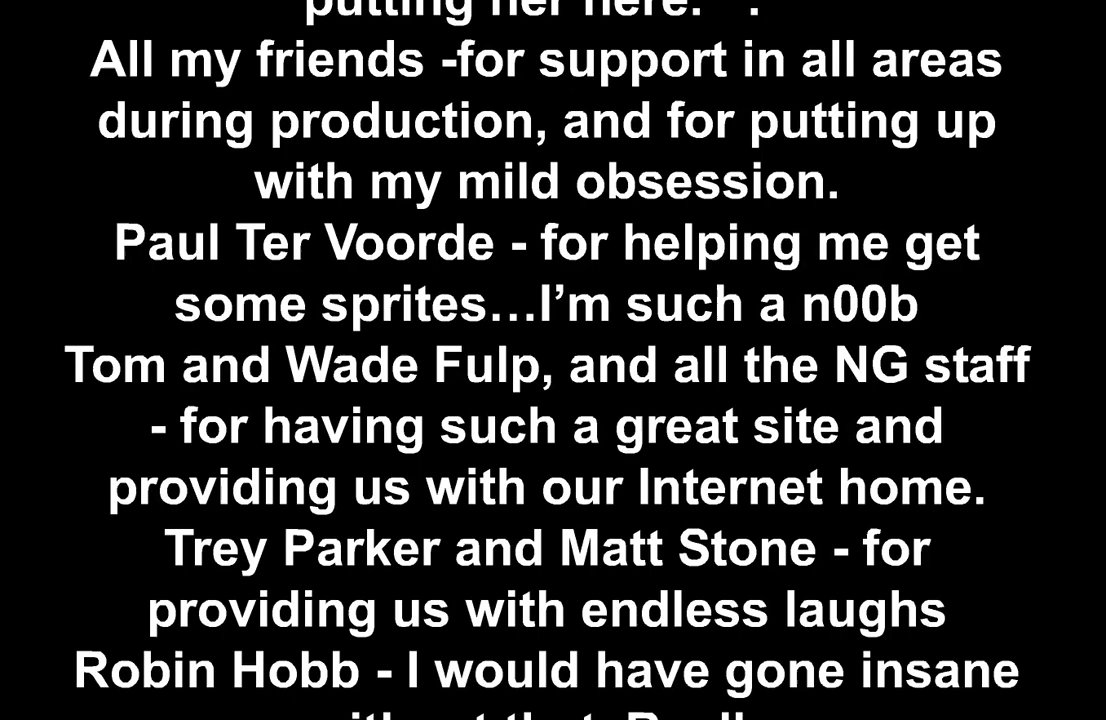 putting her here. .
All my friends -for support in all areas
during production, and for putting up
with my mild obsession.
Paul Ter Voorde - for helping me get
some sprites…I’m such a n00b
Tom and Wade Fulp, and all the NG staff
- for having such a great site and
providing us with our Internet home.
Trey Parker and Matt Stone - for
providing us with endless laughs
Robin Hobb - I would have gone insane